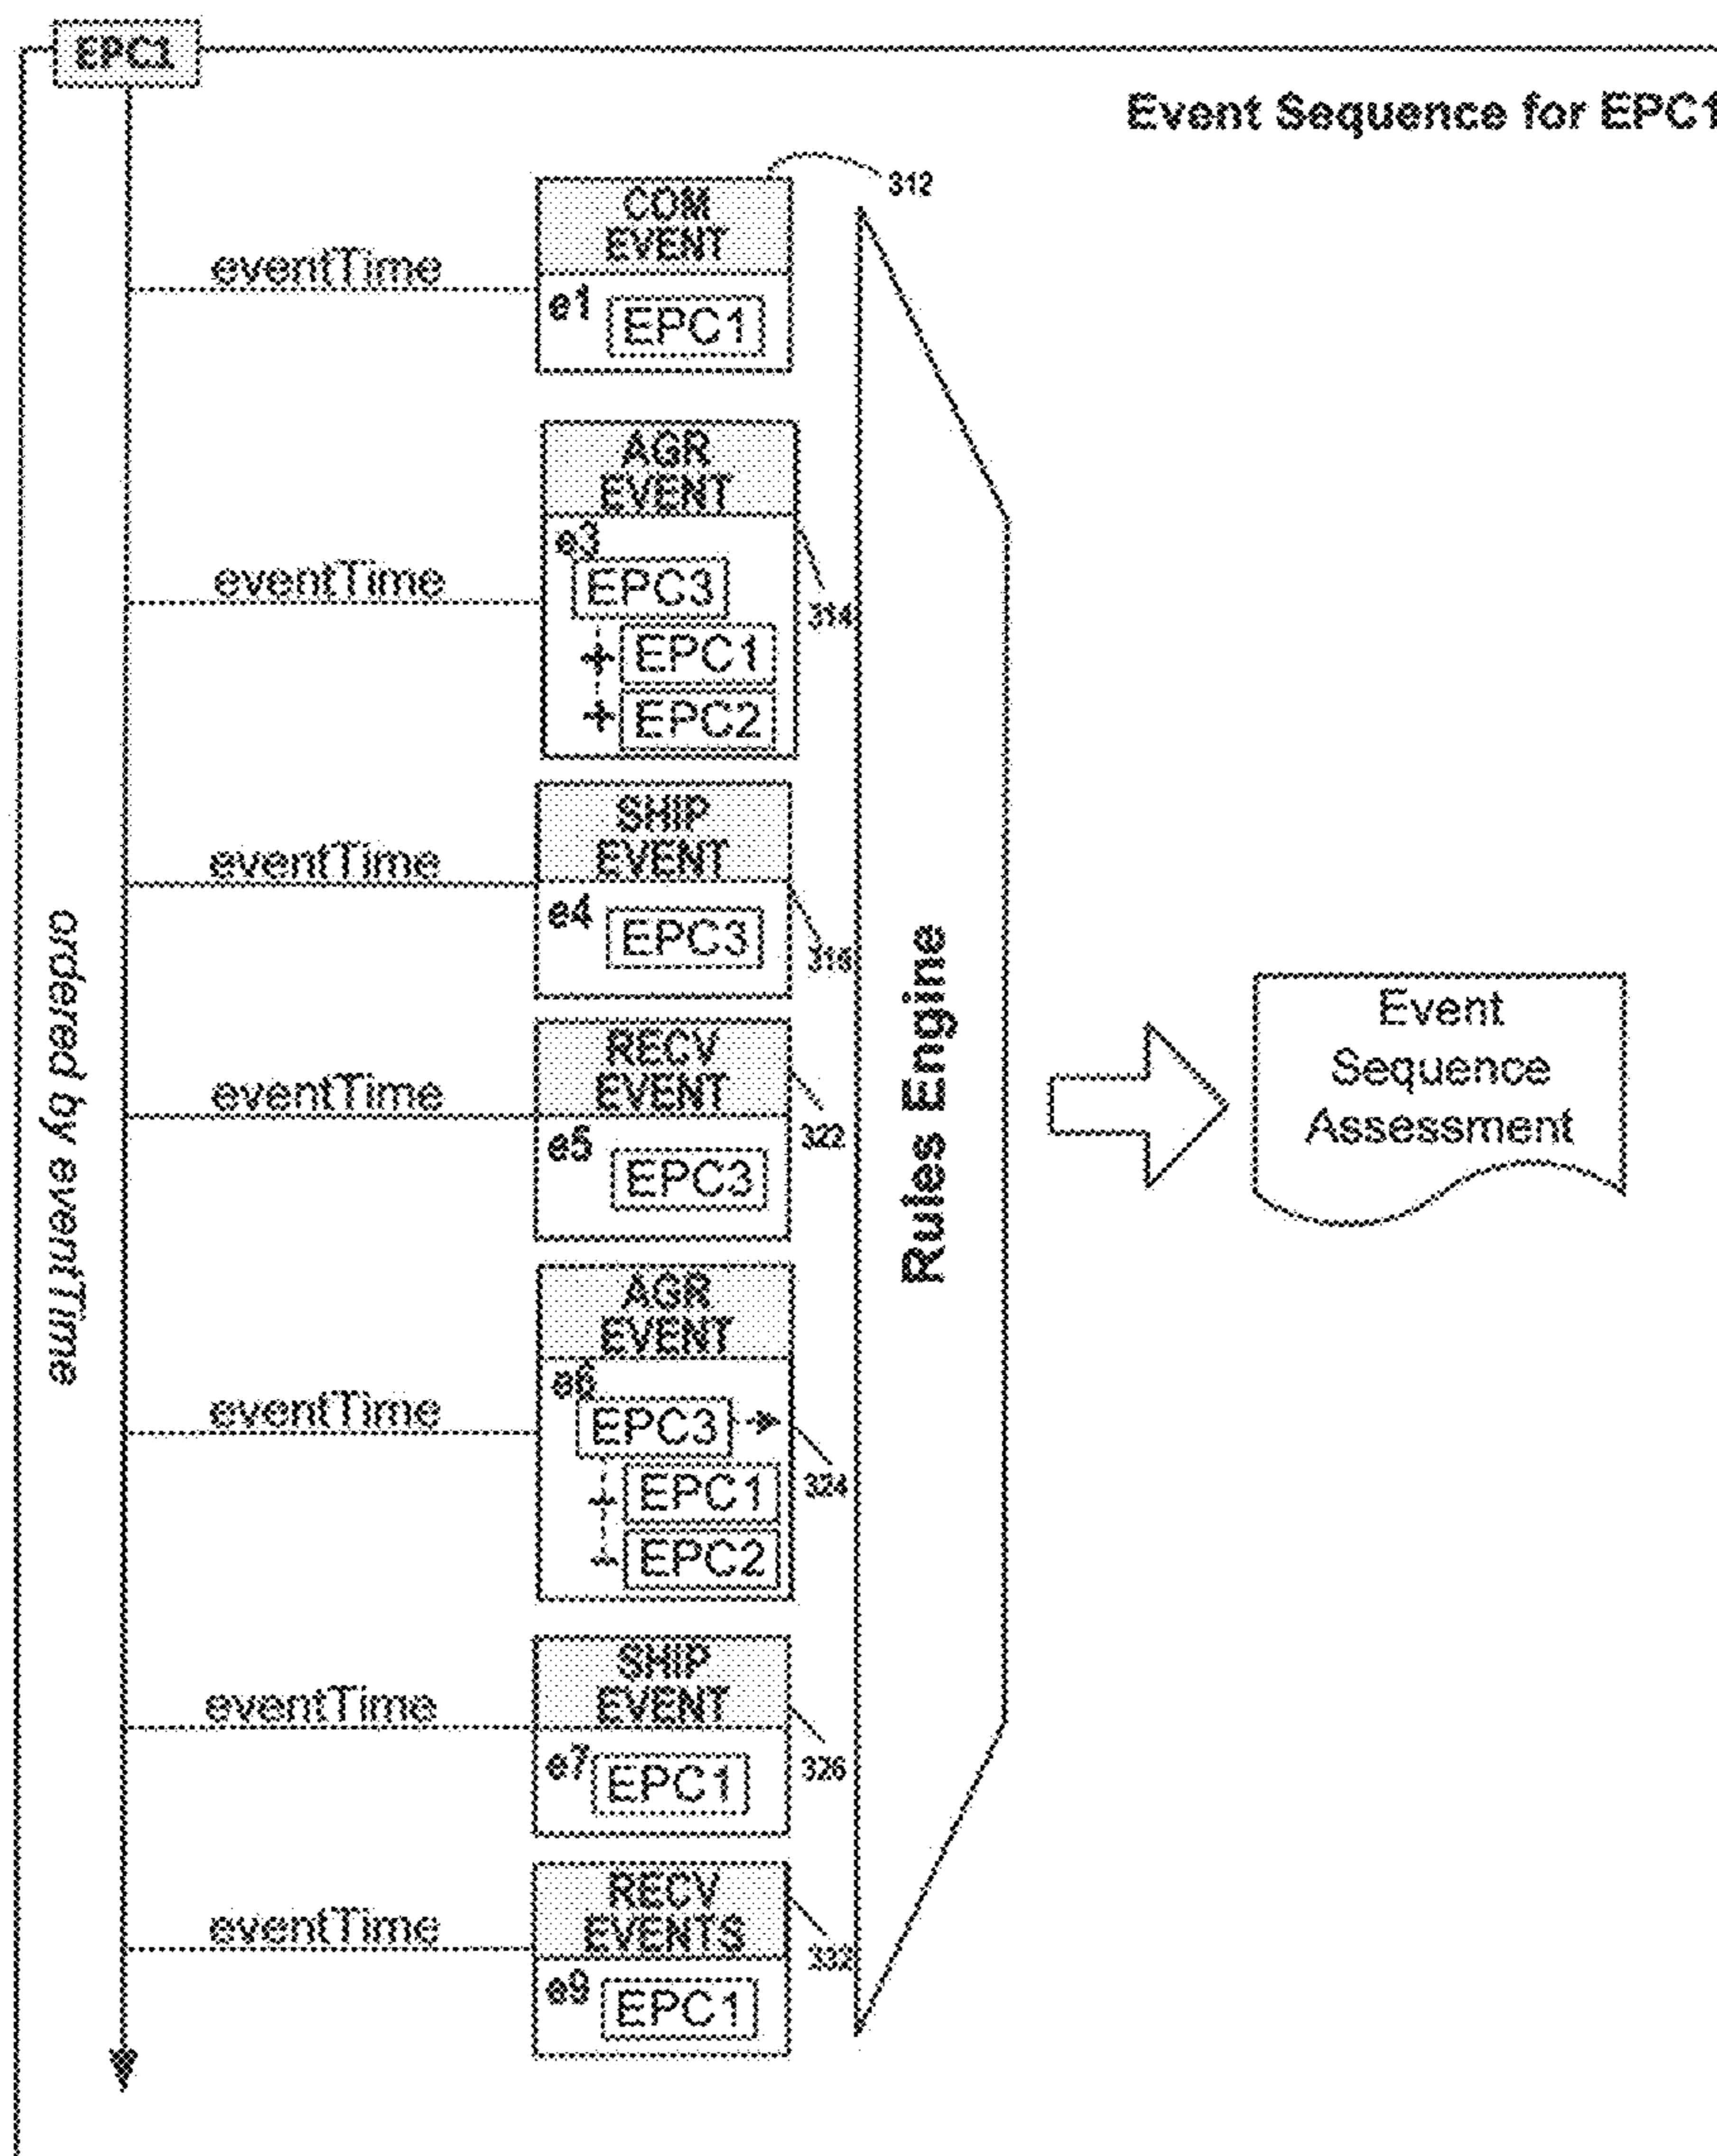 EPC1
Event Sequence for EPC1
312
COM
EVENT
eventTime
e1
EPC1
AGR
EVENT
e3
eventTime
EPC3
314
EPC1
EPC2
SHIP
EVENT
eventTime
e4
EPC3
316
RECV
EVENT
eventTime
322
e5
EPC3
AGR
EVENT
e6
eventTime
EPC3
324
EPC1
EPC2
SHIP
EVENT
eventTime
326
e7
EPC1
RECV
EVENTS
eventTime
332
e9
EPC1
ordered by eventTime
Rules Engine
Event
Sequence
Assessment